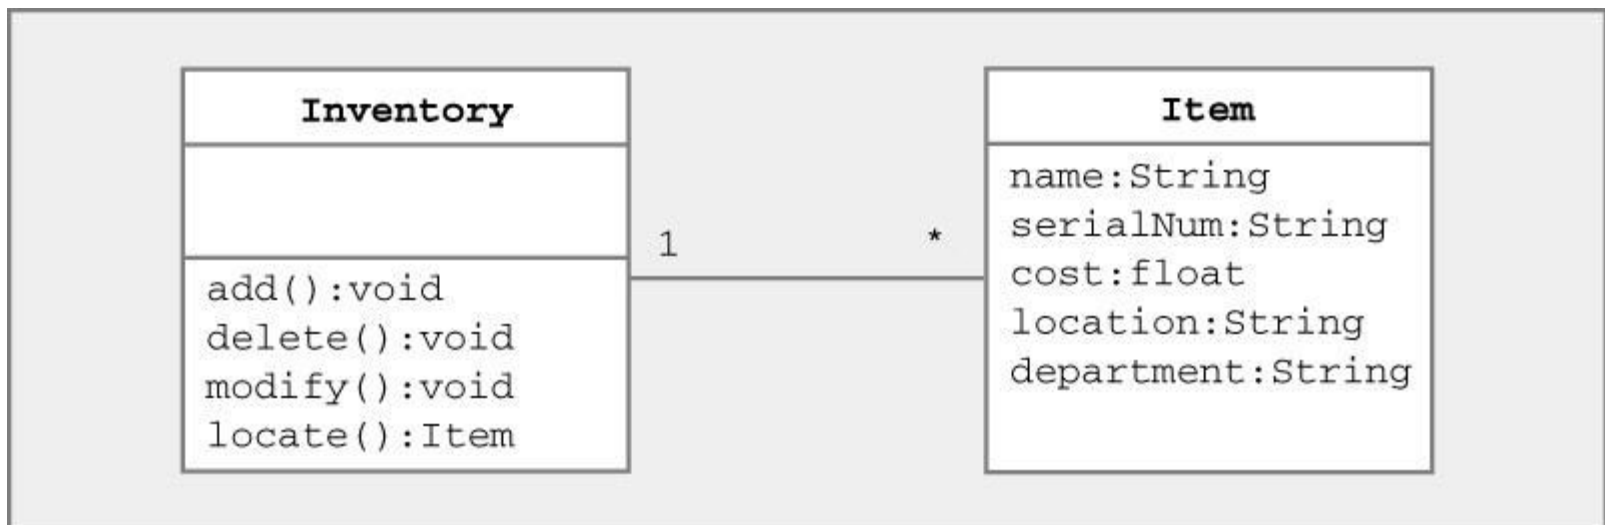 Inventory
add():void
delete():void
modify():void
locate():Item
1
*
Item
name:String
serialNum:String
cost:float
location:String
department:String